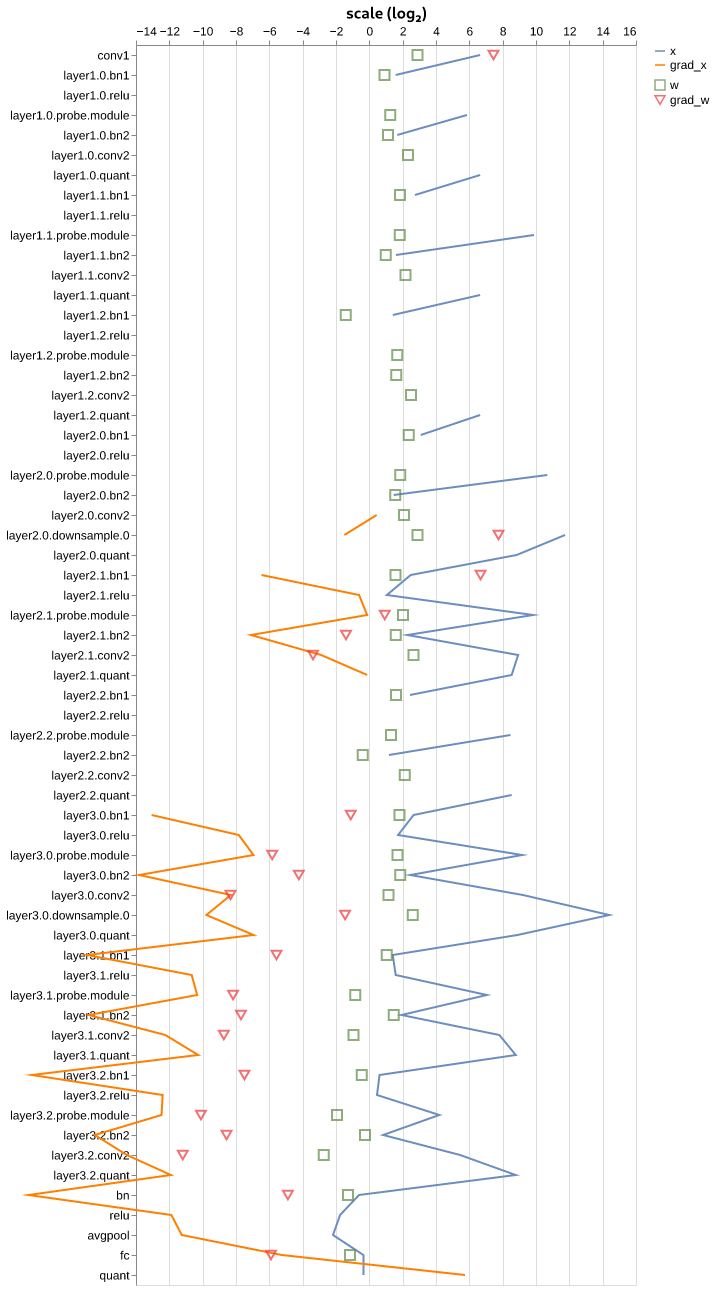 scale (log₂)
−14 −12 −10 −8 −6 −4 −2 0 2 4 6 8 10 12 14 16
x
grad_x
w
grad_w
conv1
layer1.0.bn1
layer1.0.relu
layer1.0.probe.module
layer1.0.bn2
layer1.0.conv2
layer1.0.quant
layer1.1.bn1
layer1.1.relu
layer1.1.probe.module
layer1.1.bn2
layer1.1.conv2
layer1.1.quant
layer1.2.bn1
layer1.2.relu
layer1.2.probe.module
layer1.2.bn2
layer1.2.conv2
layer1.2.quant
layer2.0.bn1
layer2.0.relu
layer2.0.probe.module
layer2.0.bn2
layer2.0.conv2
layer2.0.downsample.0
layer2.0.quant
layer2.1.bn1
layer2.1.relu
layer2.1.probe.module
layer2.1.bn2
layer2.1.conv2
layer2.1.quant
layer2.2.bn1
layer2.2.relu
layer2.2.probe.module
layer2.2.bn2
layer2.2.conv2
layer2.2.quant
layer3.0.bn1
layer3.0.relu
layer3.0.probe.module
layer3.0.bn2
layer3.0.conv2
layer3.0.downsample.0
layer3.0.quant
layer3.1.bn1
layer3.1.relu
layer3.1.probe.module
layer3.1.bn2
layer3.1.conv2
layer3.1.quant
layer3.2.bn1
layer3.2.relu
layer3.2.probe.module
layer3.2.bn2
layer3.2.conv2
layer3.2.quant
bn
relu
avgpool
fc
quant